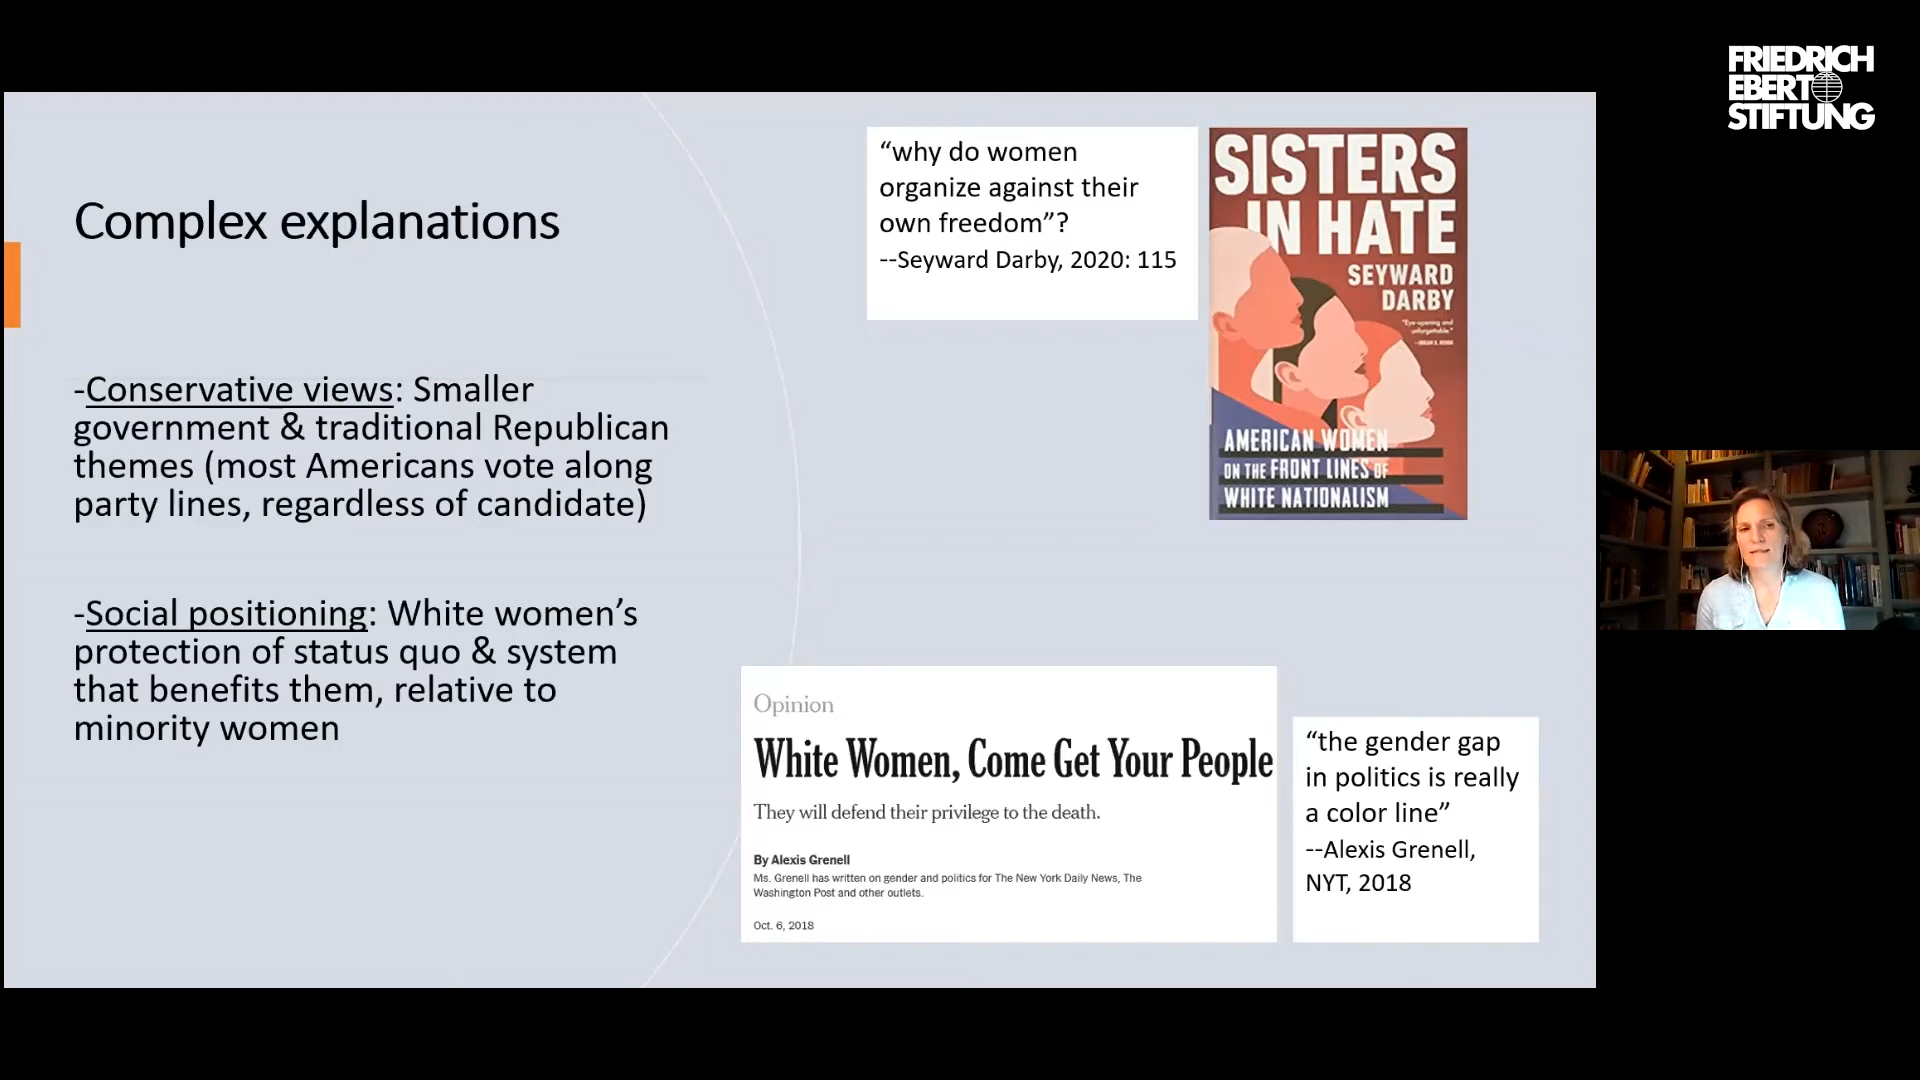 FRIEDRICH
EBERT
STIFTUNG
Complex explanations
-Conservative views: Smaller
government & traditional Republican
themes (most Americans vote along
party lines, regardless of candidate)
-Social positioning: White women’s
protection of status quo & system
that benefits them, relative to
minority women
“why do women
organize against their
own freedom”?
--Seyward Darby, 2020: 115
SISTERS
IN HATE
SEYWARD
DARBY
"Eye-opening and
unforgettable."
AMERICAN WOMEN
ON THE FRONT LINES OF
WHITE NATIONALISM
Opinion
White Women, Come Get Your People
They will defend their privilege to the death.
By Alexis Grenell
Ms. Grenell has written on gender and politics for The New York Daily News, The
Washington Post and other outlets.
Oct. 6, 2018
“the gender gap
in politics is really
a color line”
--Alexis Grenell,
NYT, 2018